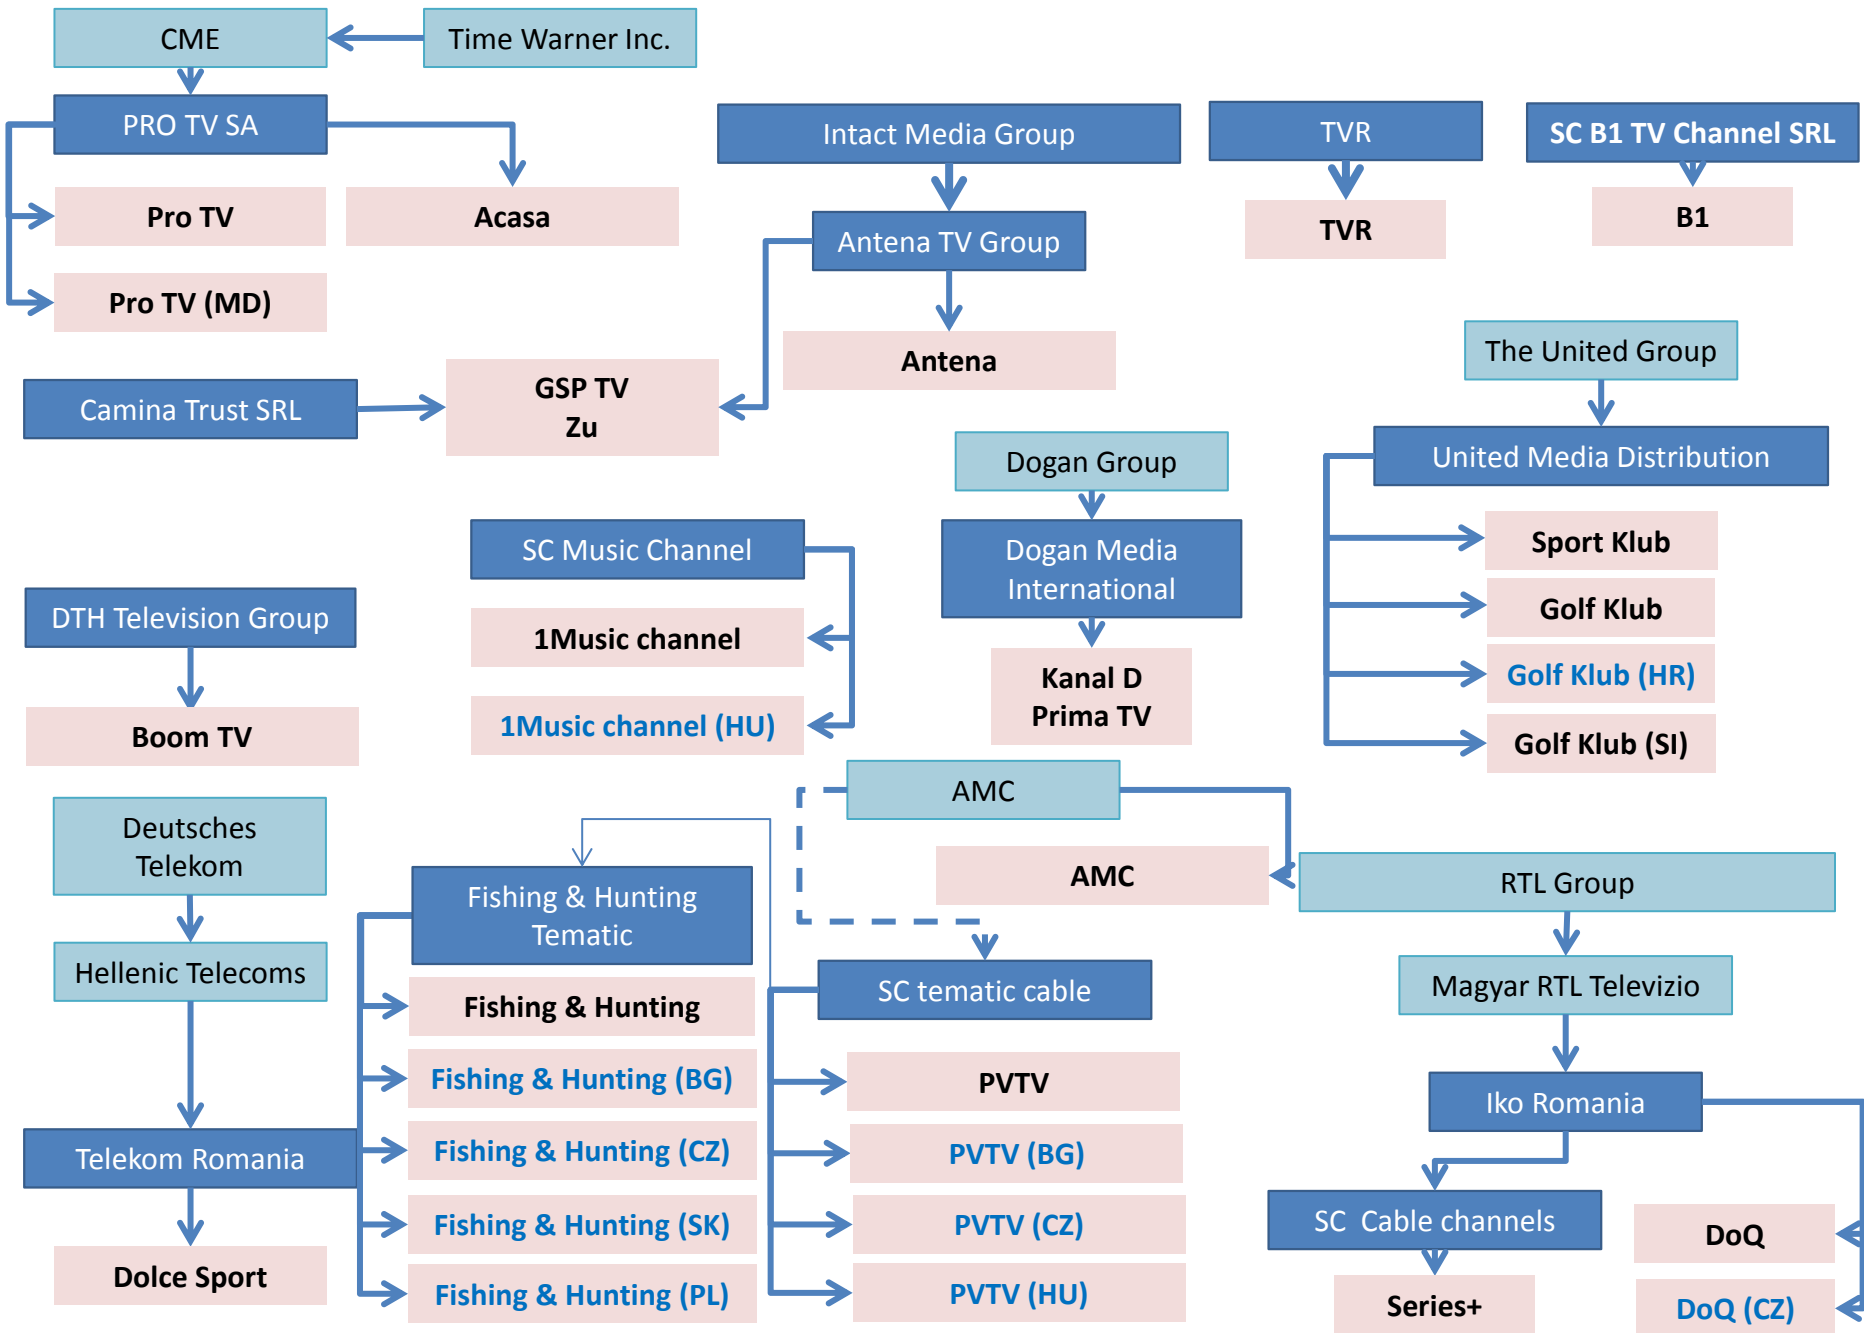 CME
Time Warner Inc.
PRO TV SA
Intact Media Group
TVR
SC B1 TV Channel SRL
Pro TV
Acasa
TVR
B1
Antena TV Group
Pro TV (MD)
Antena
The United Group
Camina Trust SRL
GSP TV
Zu
Dogan Group
United Media Distribution
SC Music Channel
Dogan Media
International
Sport Klub
DTH Television Group
1Music channel
Golf Klub
Kanal D
Prima TV
Golf Klub (HR)
Boom TV
1Music channel (HU)
Golf Klub (SI)
AMC
Deutsches
Telekom
Fishing & Hunting
Tematic
AMC
RTL Group
Hellenic Telecoms
Fishing & Hunting
SC tematic cable
Magyar RTL Televizio
Fishing & Hunting (BG)
PVTV
Iko Romania
Telekom Romania
Fishing & Hunting (CZ)
PVTV (BG)
Fishing & Hunting (SK)
PVTV (CZ)
SC  Cable channels
DoQ
Dolce Sport
Fishing & Hunting (PL)
PVTV (HU)
Series+
DoQ (CZ)